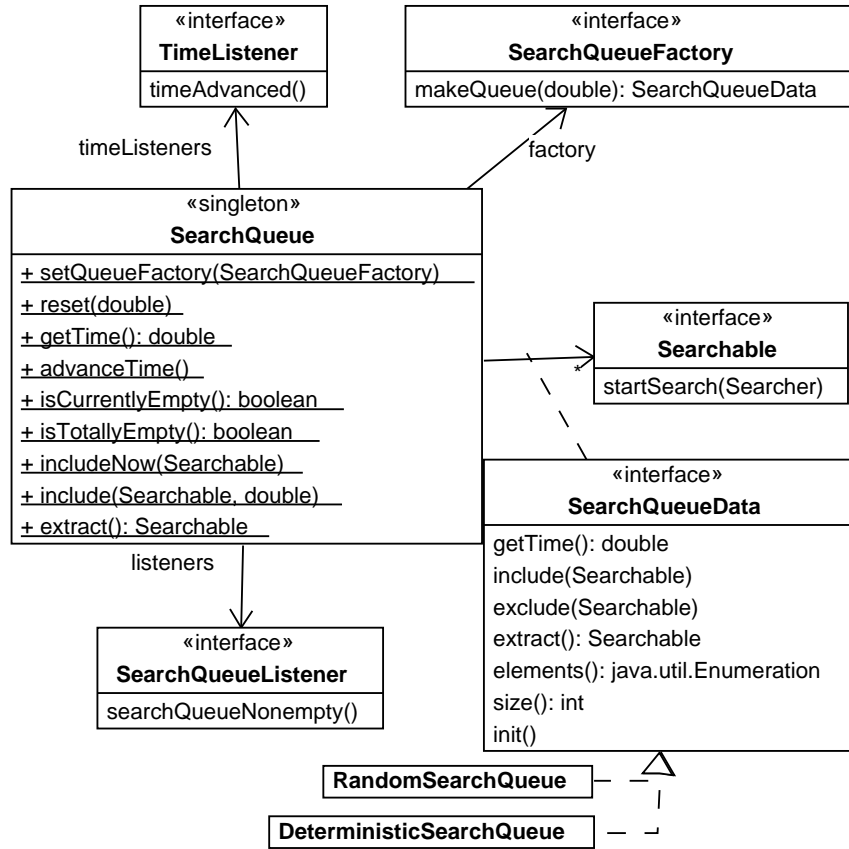 «interface»
TimeListener
timeAdvanced()
«interface»
SearchQueueFactory
makeQueue(double): SearchQueueData
timeListeners
factory
«singleton»
SearchQueue
+ setQueueFactory(SearchQueueFactory)
+ reset(double)
+ getTime(): double
+ advanceTime()
+ isCurrentlyEmpty(): boolean
+ isTotallyEmpty(): boolean
+ includeNow(Searchable)
+ include(Searchable, double)
+ extract(): Searchable
«interface»
Searchable
startSearch(Searcher)
*
«interface»
SearchQueueData
getTime(): double
include(Searchable)
exclude(Searchable)
extract(): Searchable
elements(): java.util.Enumeration
size(): int
init()
listeners
«interface»
SearchQueueListener
searchQueueNonempty()
RandomSearchQueue
DeterministicSearchQueue